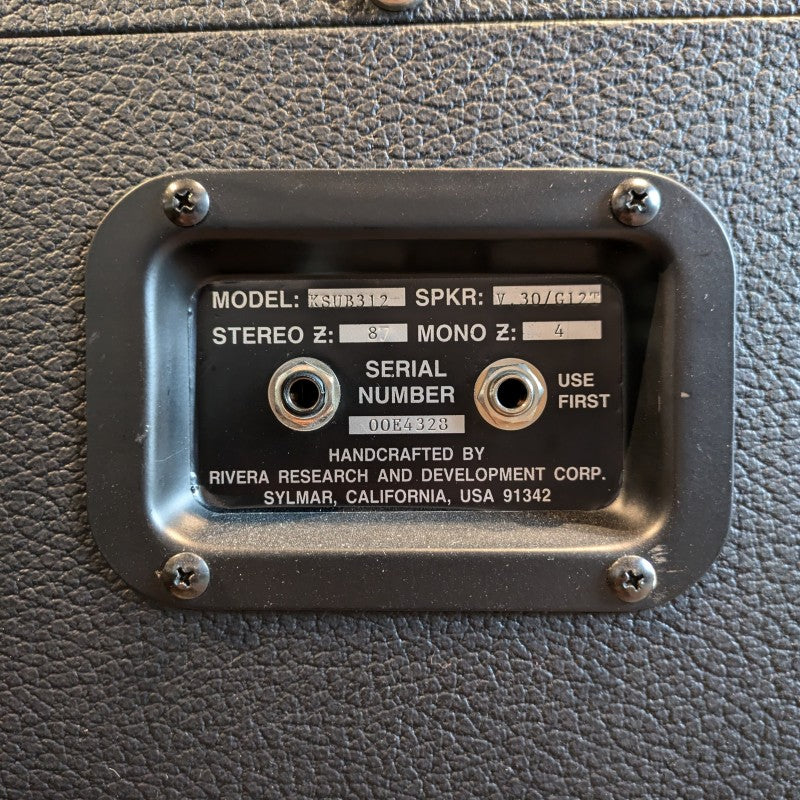 MODEL: KSUB312 SPKR: V.30/G12T
STEREO Z: 8 MONO Z: 4
SERIAL
NUMBER
USE
FIRST
00E4328
HANDCRAFTED BY
RIVERA RESEARCH AND DEVELOPMENT CORP.
SYLMAR, CALIFORNIA, USA 91342